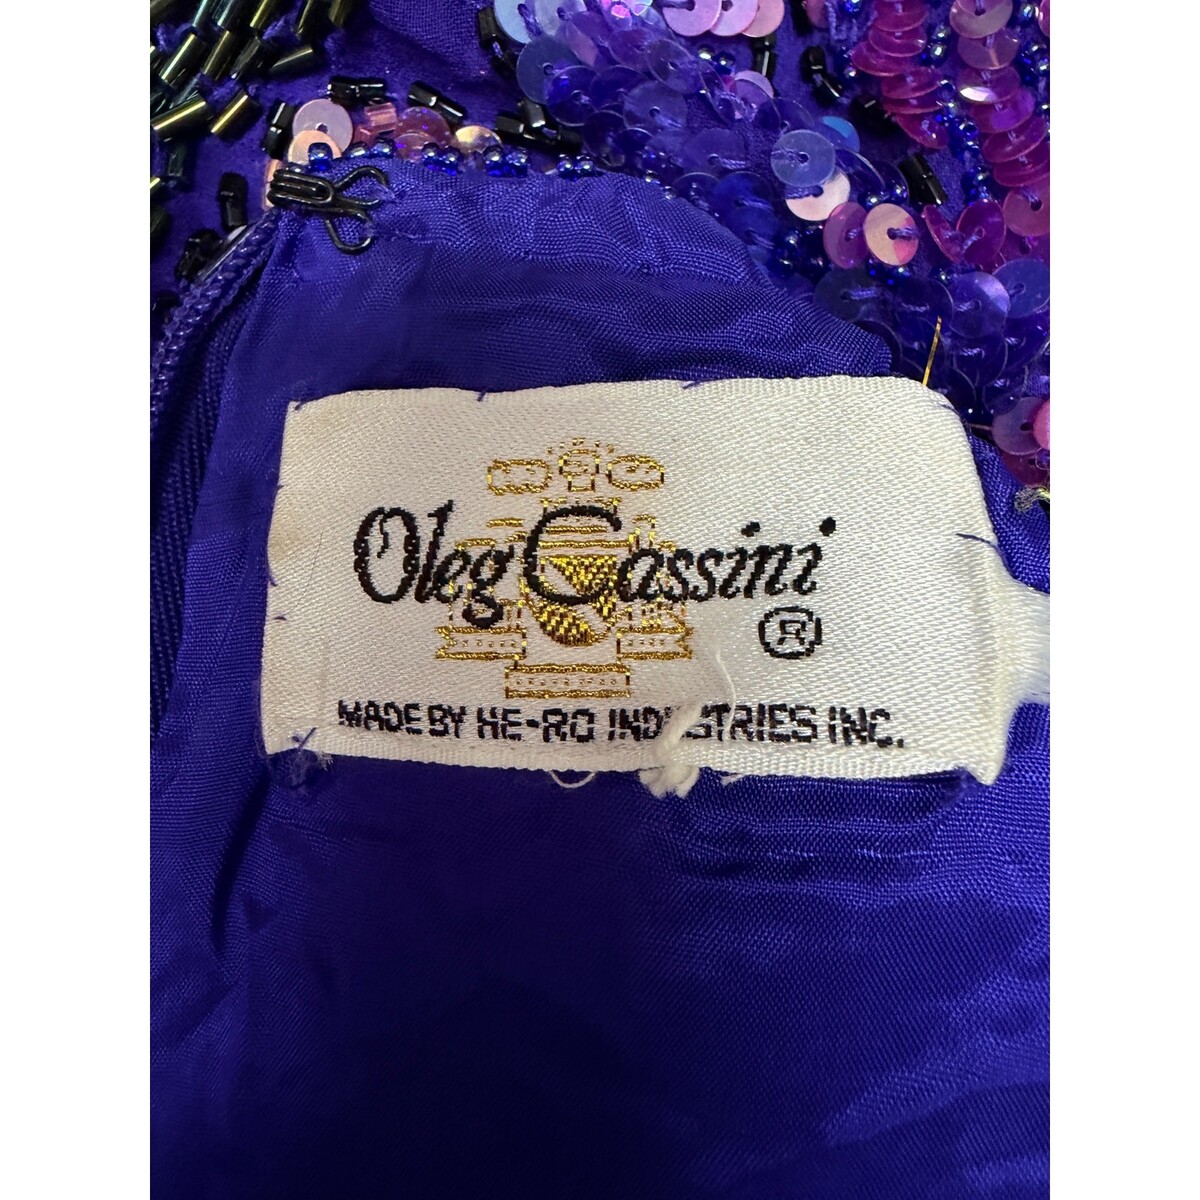 Oleg Cassini
®
MADE BY HE-RO INDUSTRIES INC.